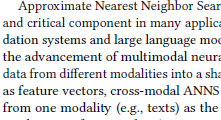 Approximate Nearest Neighbor Sear
and critical component in many applica
dation systems and large language mod
the advancement of multimodal neura
data from different modalities into a sha
as feature vectors, cross-modal ANNS
from one modality (e.g., texts) as the